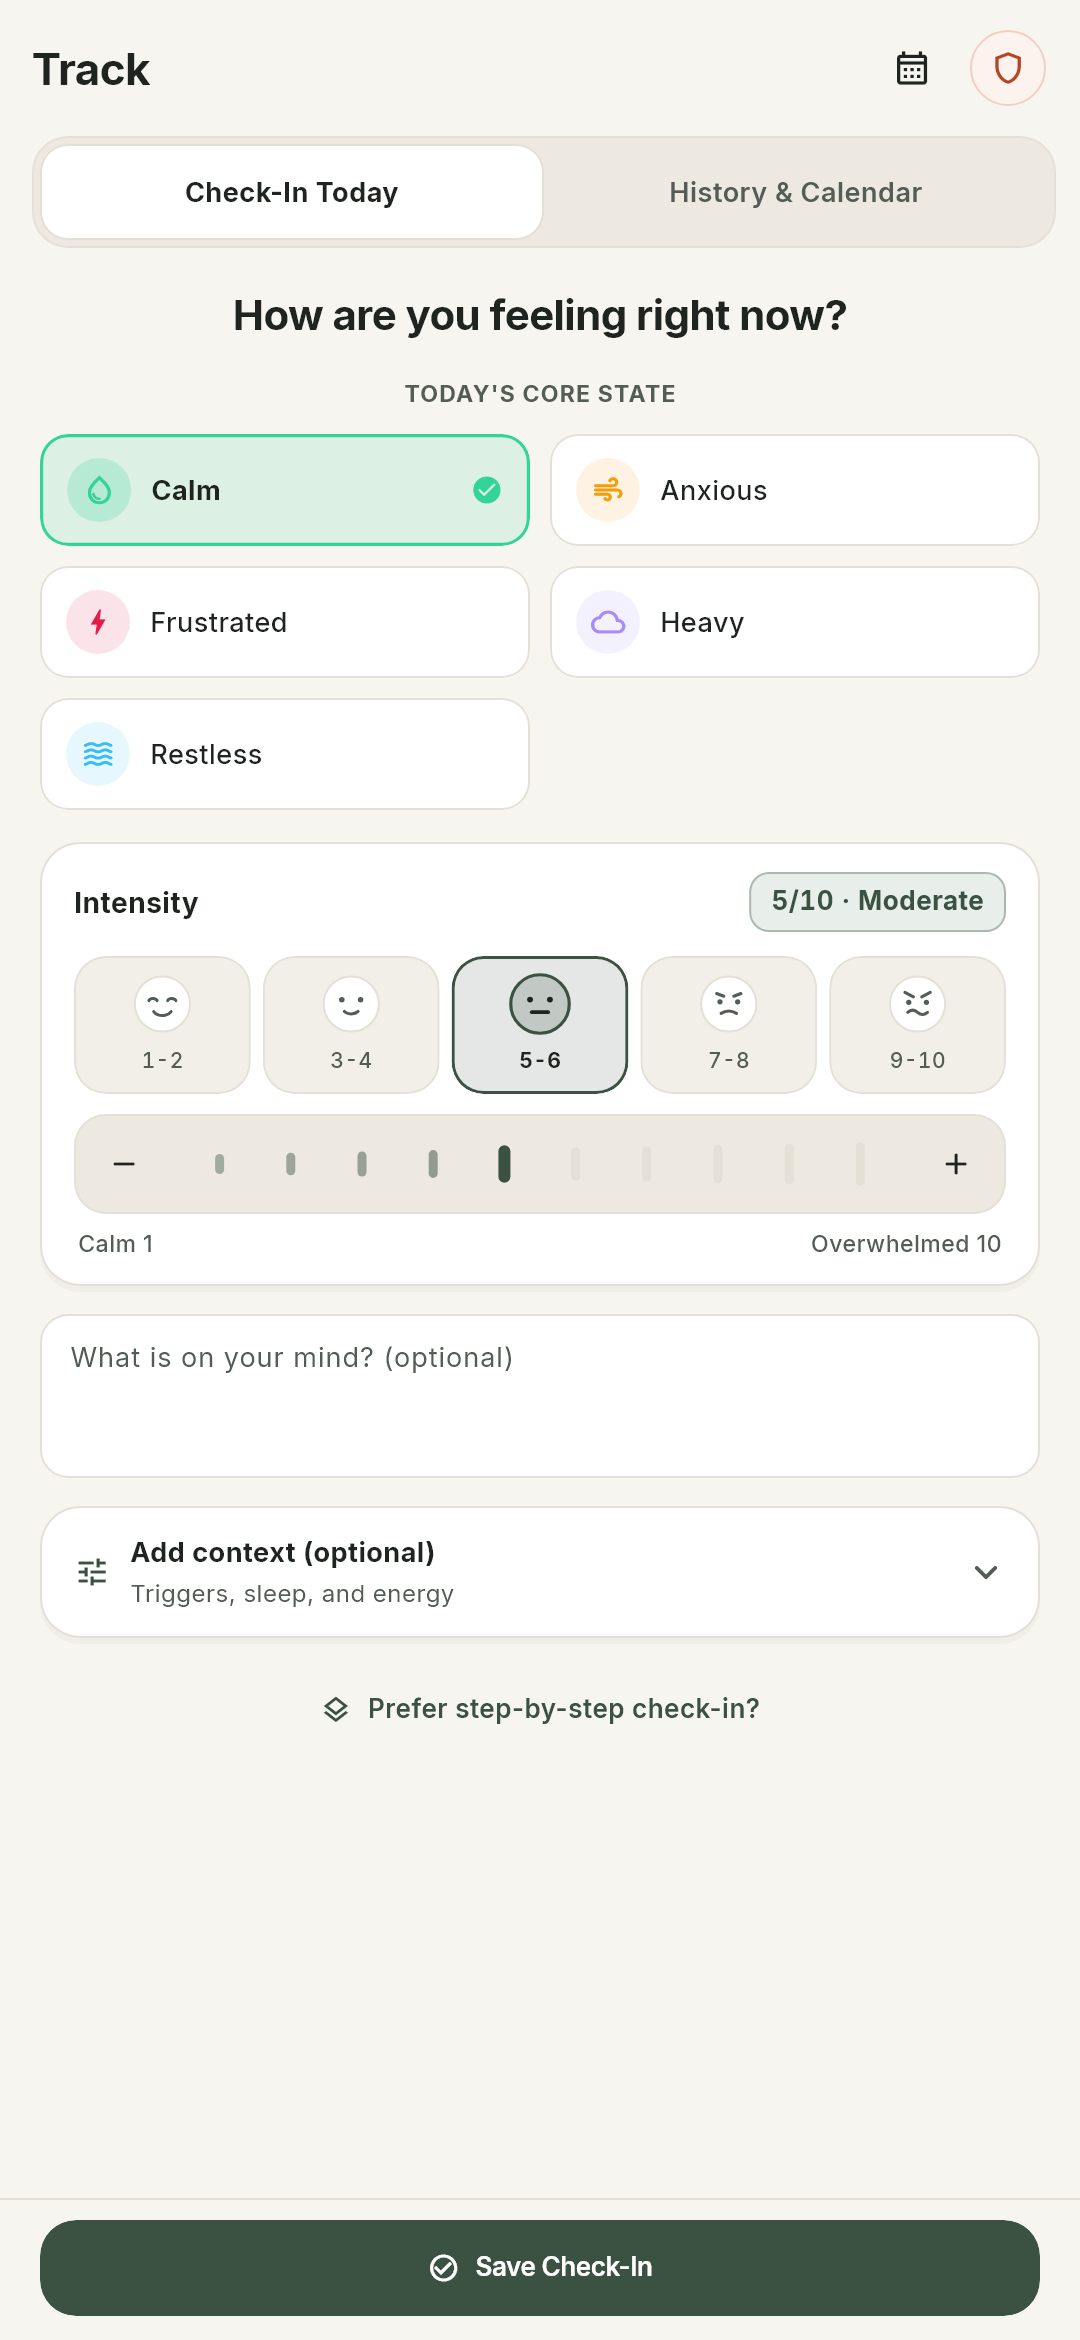 Track
Check-In Today
History & Calendar
How are you feeling right now?
TODAY'S CORE STATE
Calm
Anxious
Frustrated
Heavy
Restless
Intensity
5/10 · Moderate
1-2
3-4
5-6
7-8
9-10
Calm 1
Overwhelmed 10
What is on your mind? (optional)
Add context (optional)
Triggers, sleep, and energy
Prefer step-by-step check-in?
Save Check-In